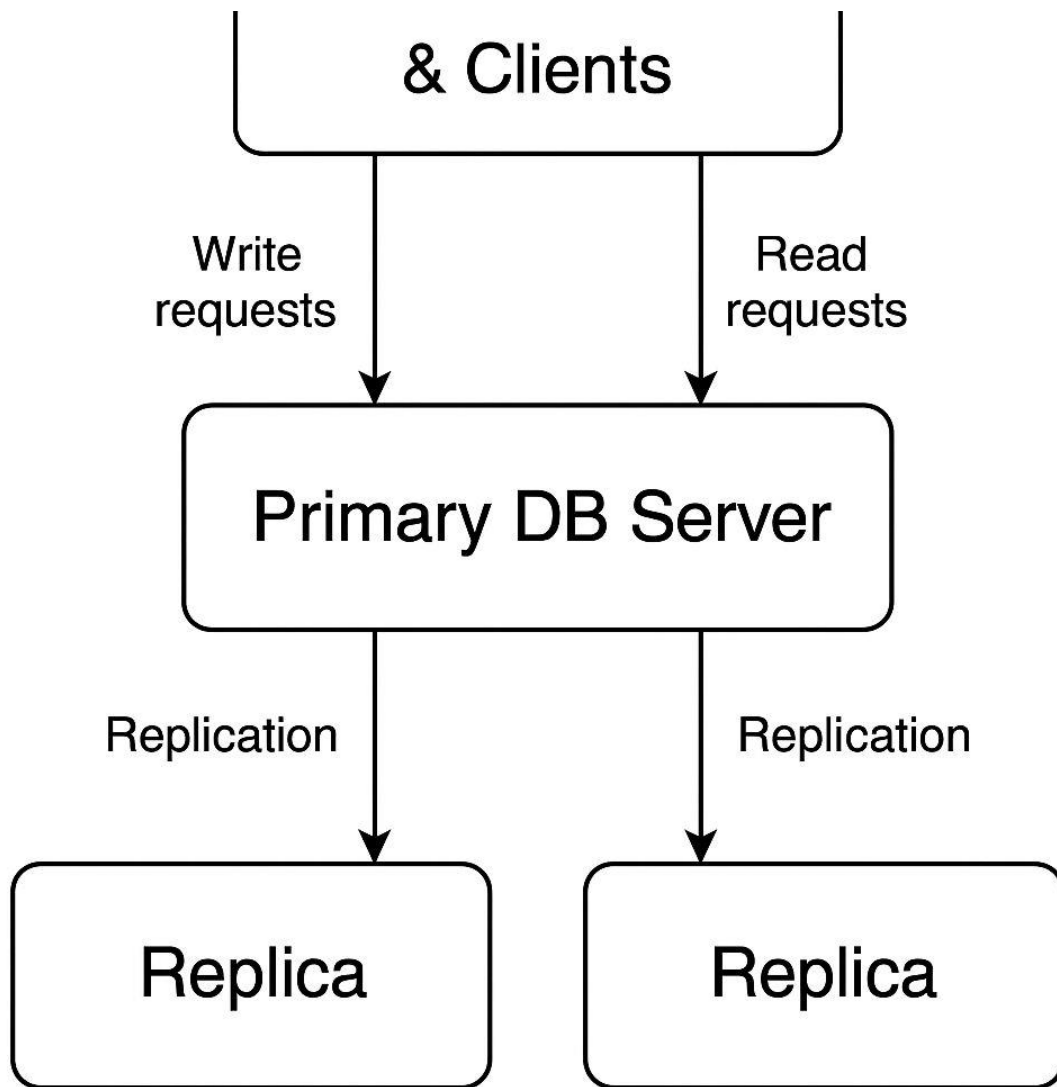 & Clients
Write
requests
Read
requests
Primary DB Server
Replication
Replication
Replica
Replica